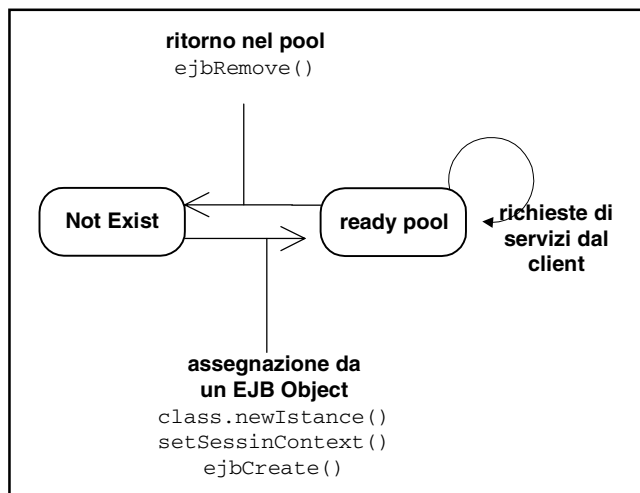 ritorno nel pool
ejbRemove()
Not Exist
ready pool
richieste di
servizi dal
client
assegnazione da
un EJB Object
class.newIstance()
setSessinContext()
ejbCreate()